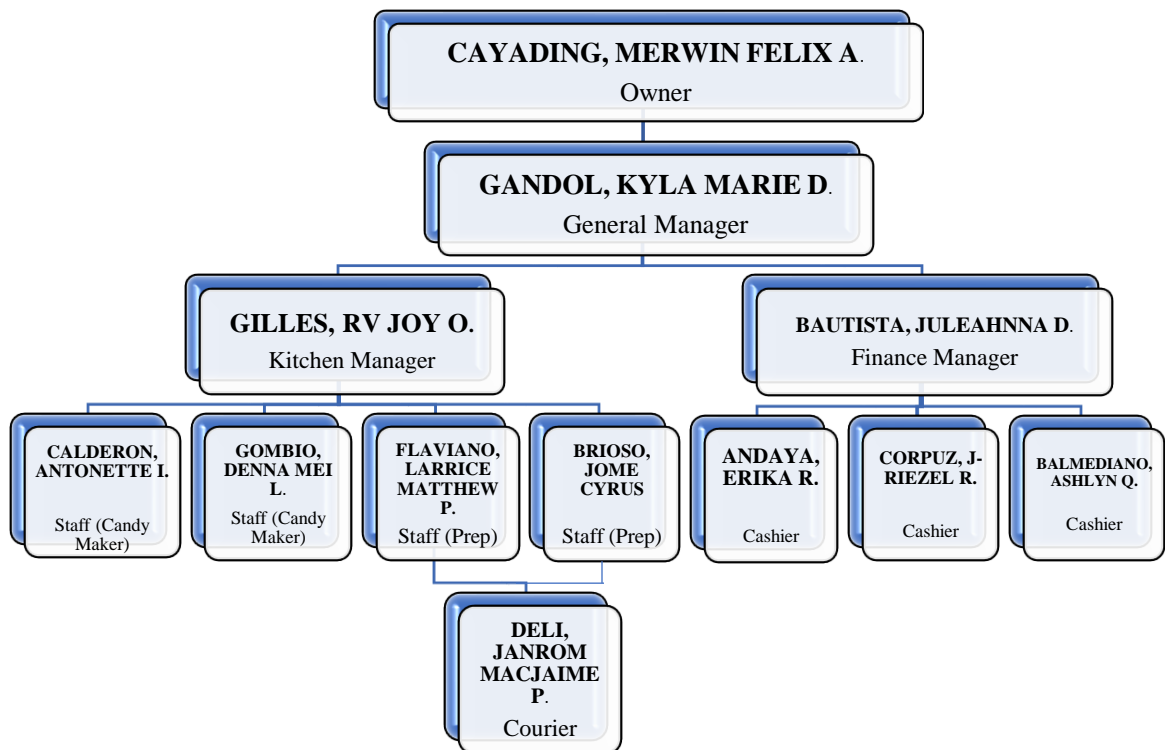 CAYADING, MERWIN FELIX A.
Owner
GANDOL, KYLA MARIE D.
General Manager
GILLES, RV JOY O.
Kitchen Manager
BAUTISTA, JULEAHNNA D.
Finance Manager
CALDERON,
ANTONETTE I.
Staff (Candy
Maker)
GOMBIO,
DENNA MEI
L.
Staff (Candy
Maker)
FLAVIANO,
LARRICE
MATTHEW
P.
Staff (Prep)
BRIOSO,
JOME
CYRUS
Staff (Prep)
ANDAYA,
ERIKA R.
Cashier
CORPUZ, J-
RIEZEL R.
Cashier
BALMEDIANO,
ASHLYN Q.
Cashier
DELI,
JANROM
MACJAIME
P.
Courier